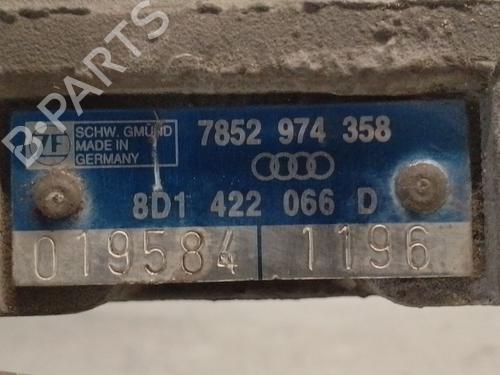 B-PARTS
ZF
SCHW. GMÜND
MADE IN
GERMANY
7852 974 358
8D1 422 066 D
019584 1196